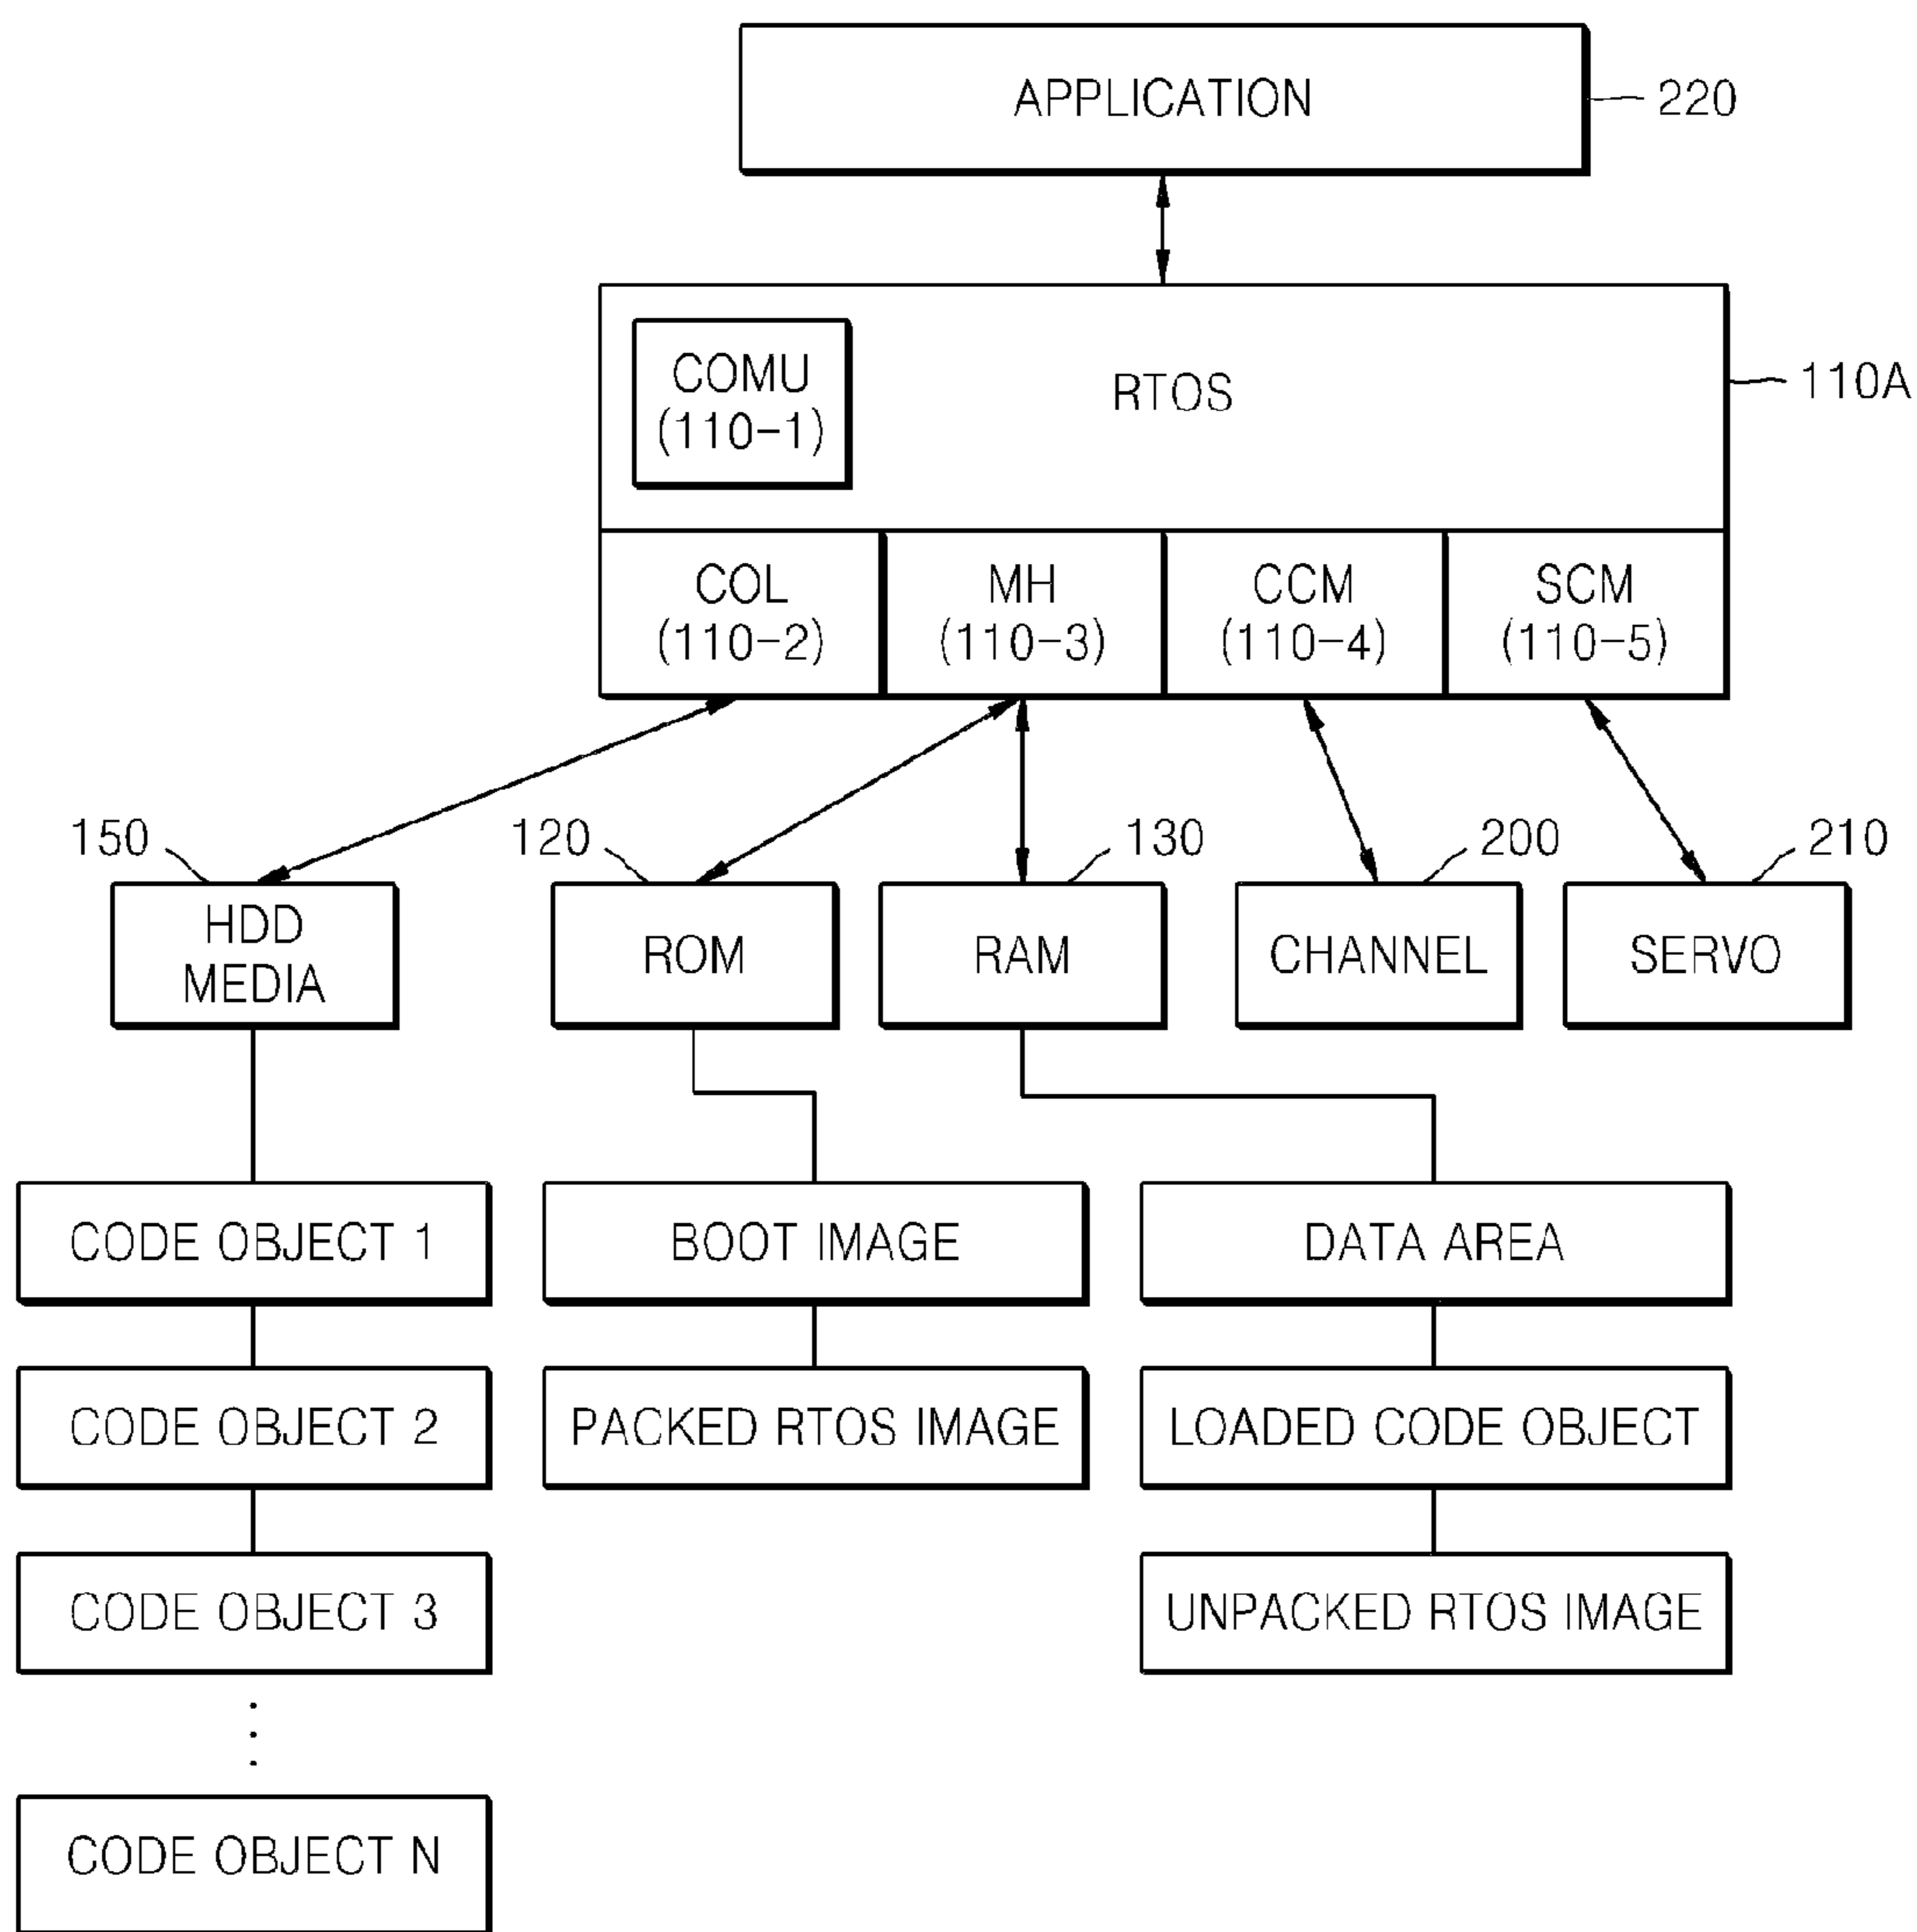 APPLICATION
220
COMU
(110-1)
RTOS
110A
COL
(110-2)
MH
(110-3)
CCM
(110-4)
SCM
(110-5)
150
120
130
200
210
HDD
MEDIA
ROM
RAM
CHANNEL
SERVO
CODE OBJECT 1
BOOT IMAGE
DATA AREA
CODE OBJECT 2
PACKED RTOS IMAGE
LOADED CODE OBJECT
CODE OBJECT 3
UNPACKED RTOS IMAGE
CODE OBJECT N